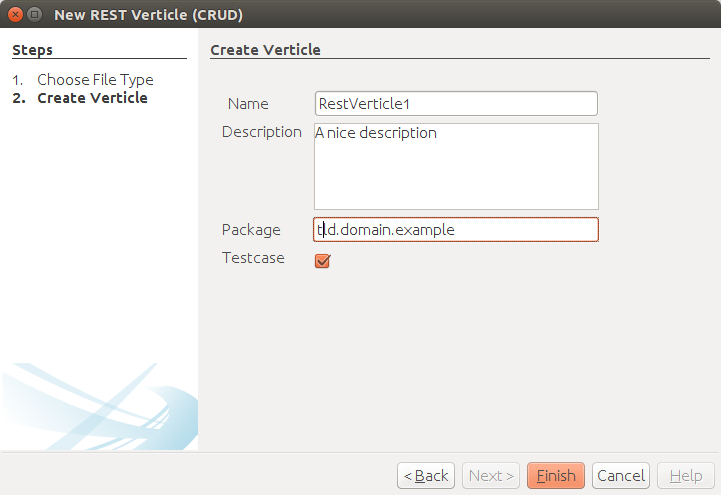 New REST Verticle (CRUD)
Steps
1. Choose File Type
2. Create Verticle
Create Verticle
Name RestVerticle1
Description A nice description
Package tld.domain.example
Testcase
< Back Next > Finish Cancel Help